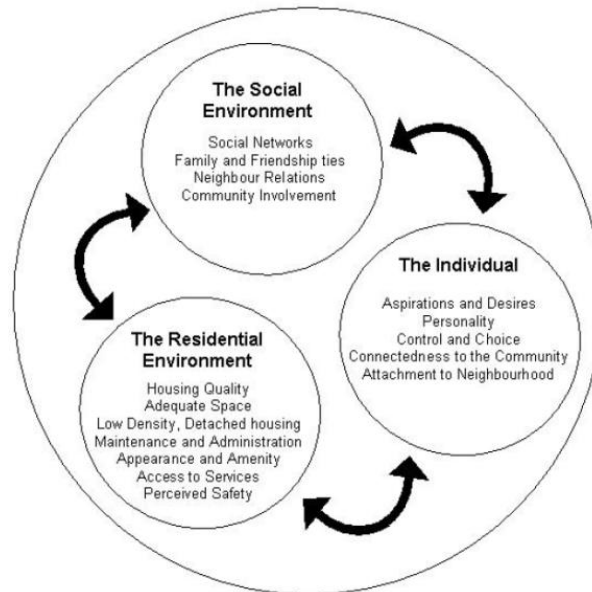 The Social
Environment
Social Networks
Family and Friendship ties
Neighbour Relations
Community Involvement
The Individual
Aspirations and Desires
Personality
Control and Choice
Connectedness to the Community
Attachment to Neighbourhood
The Residential
Environment
Housing Quality
Adequate Space
Low Density, Detached housing
Maintenance and Administration
Appearance and Amenity
Access to Services
Perceived Safety